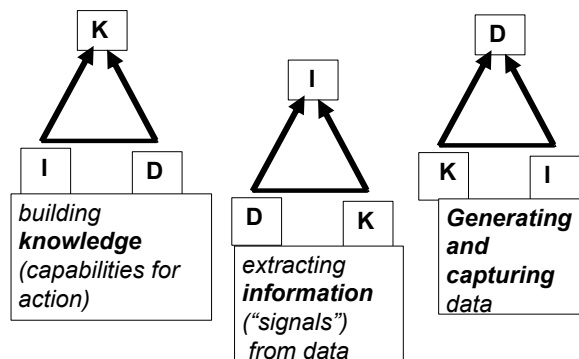 K
I D
building
knowledge
(capabilities for
action)
I
D K
extracting
information
(“signals”)
from data
D
K I
Generating
and
capturing
data